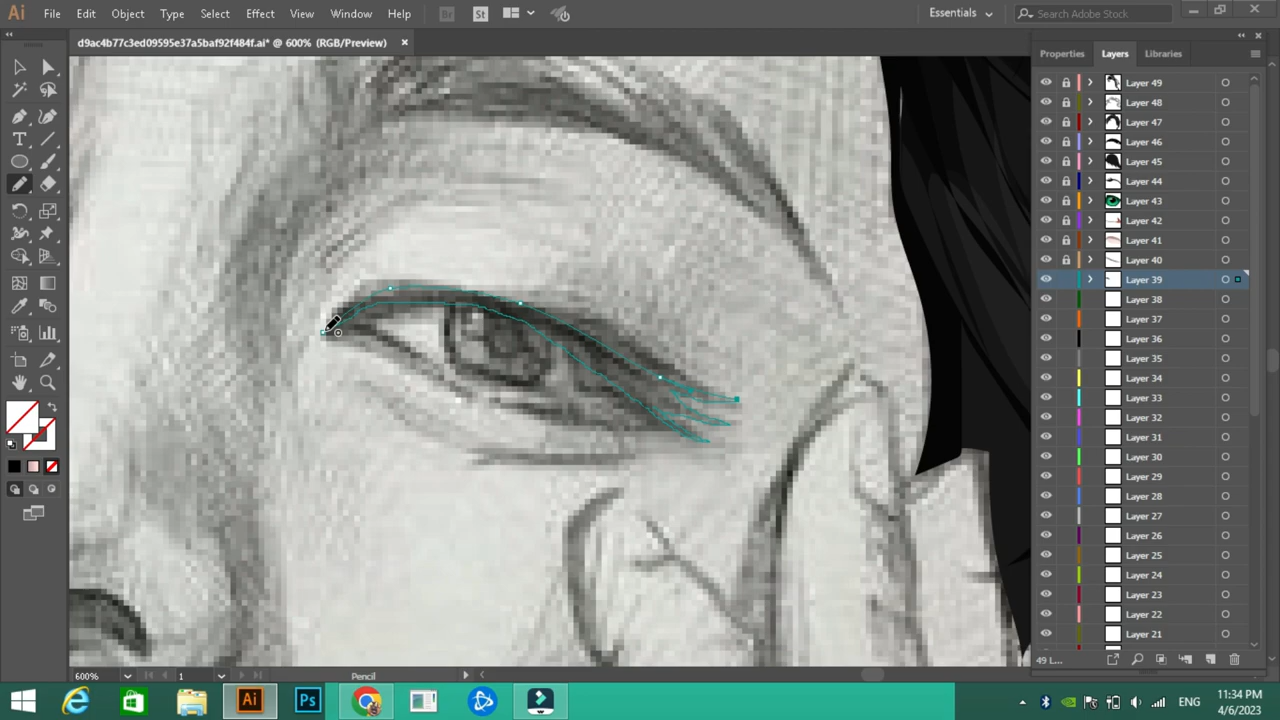 Ai File Edit Object Type Select Effect View Window Help Br St Essentials Search Adobe Stock
d9ac4b77c3ed09595e37a5baf92f484f.ai* @ 600% (RGB/Preview) ×
Properties Layers Libraries
Layer 49
Layer 48
Layer 47
Layer 46
Layer 45
Layer 44
Layer 43
Layer 42
Layer 41
Layer 40
Layer 39
Layer 38
Layer 37
Layer 36
Layer 35
Layer 34
Layer 33
Layer 32
Layer 31
Layer 30
Layer 29
Layer 28
Layer 27
Layer 26
Layer 25
Layer 24
Layer 23
Layer 22
Layer 21
49 L...
600% 1 Pencil
Ai Ps ENG 11:34 PM
4/6/2023